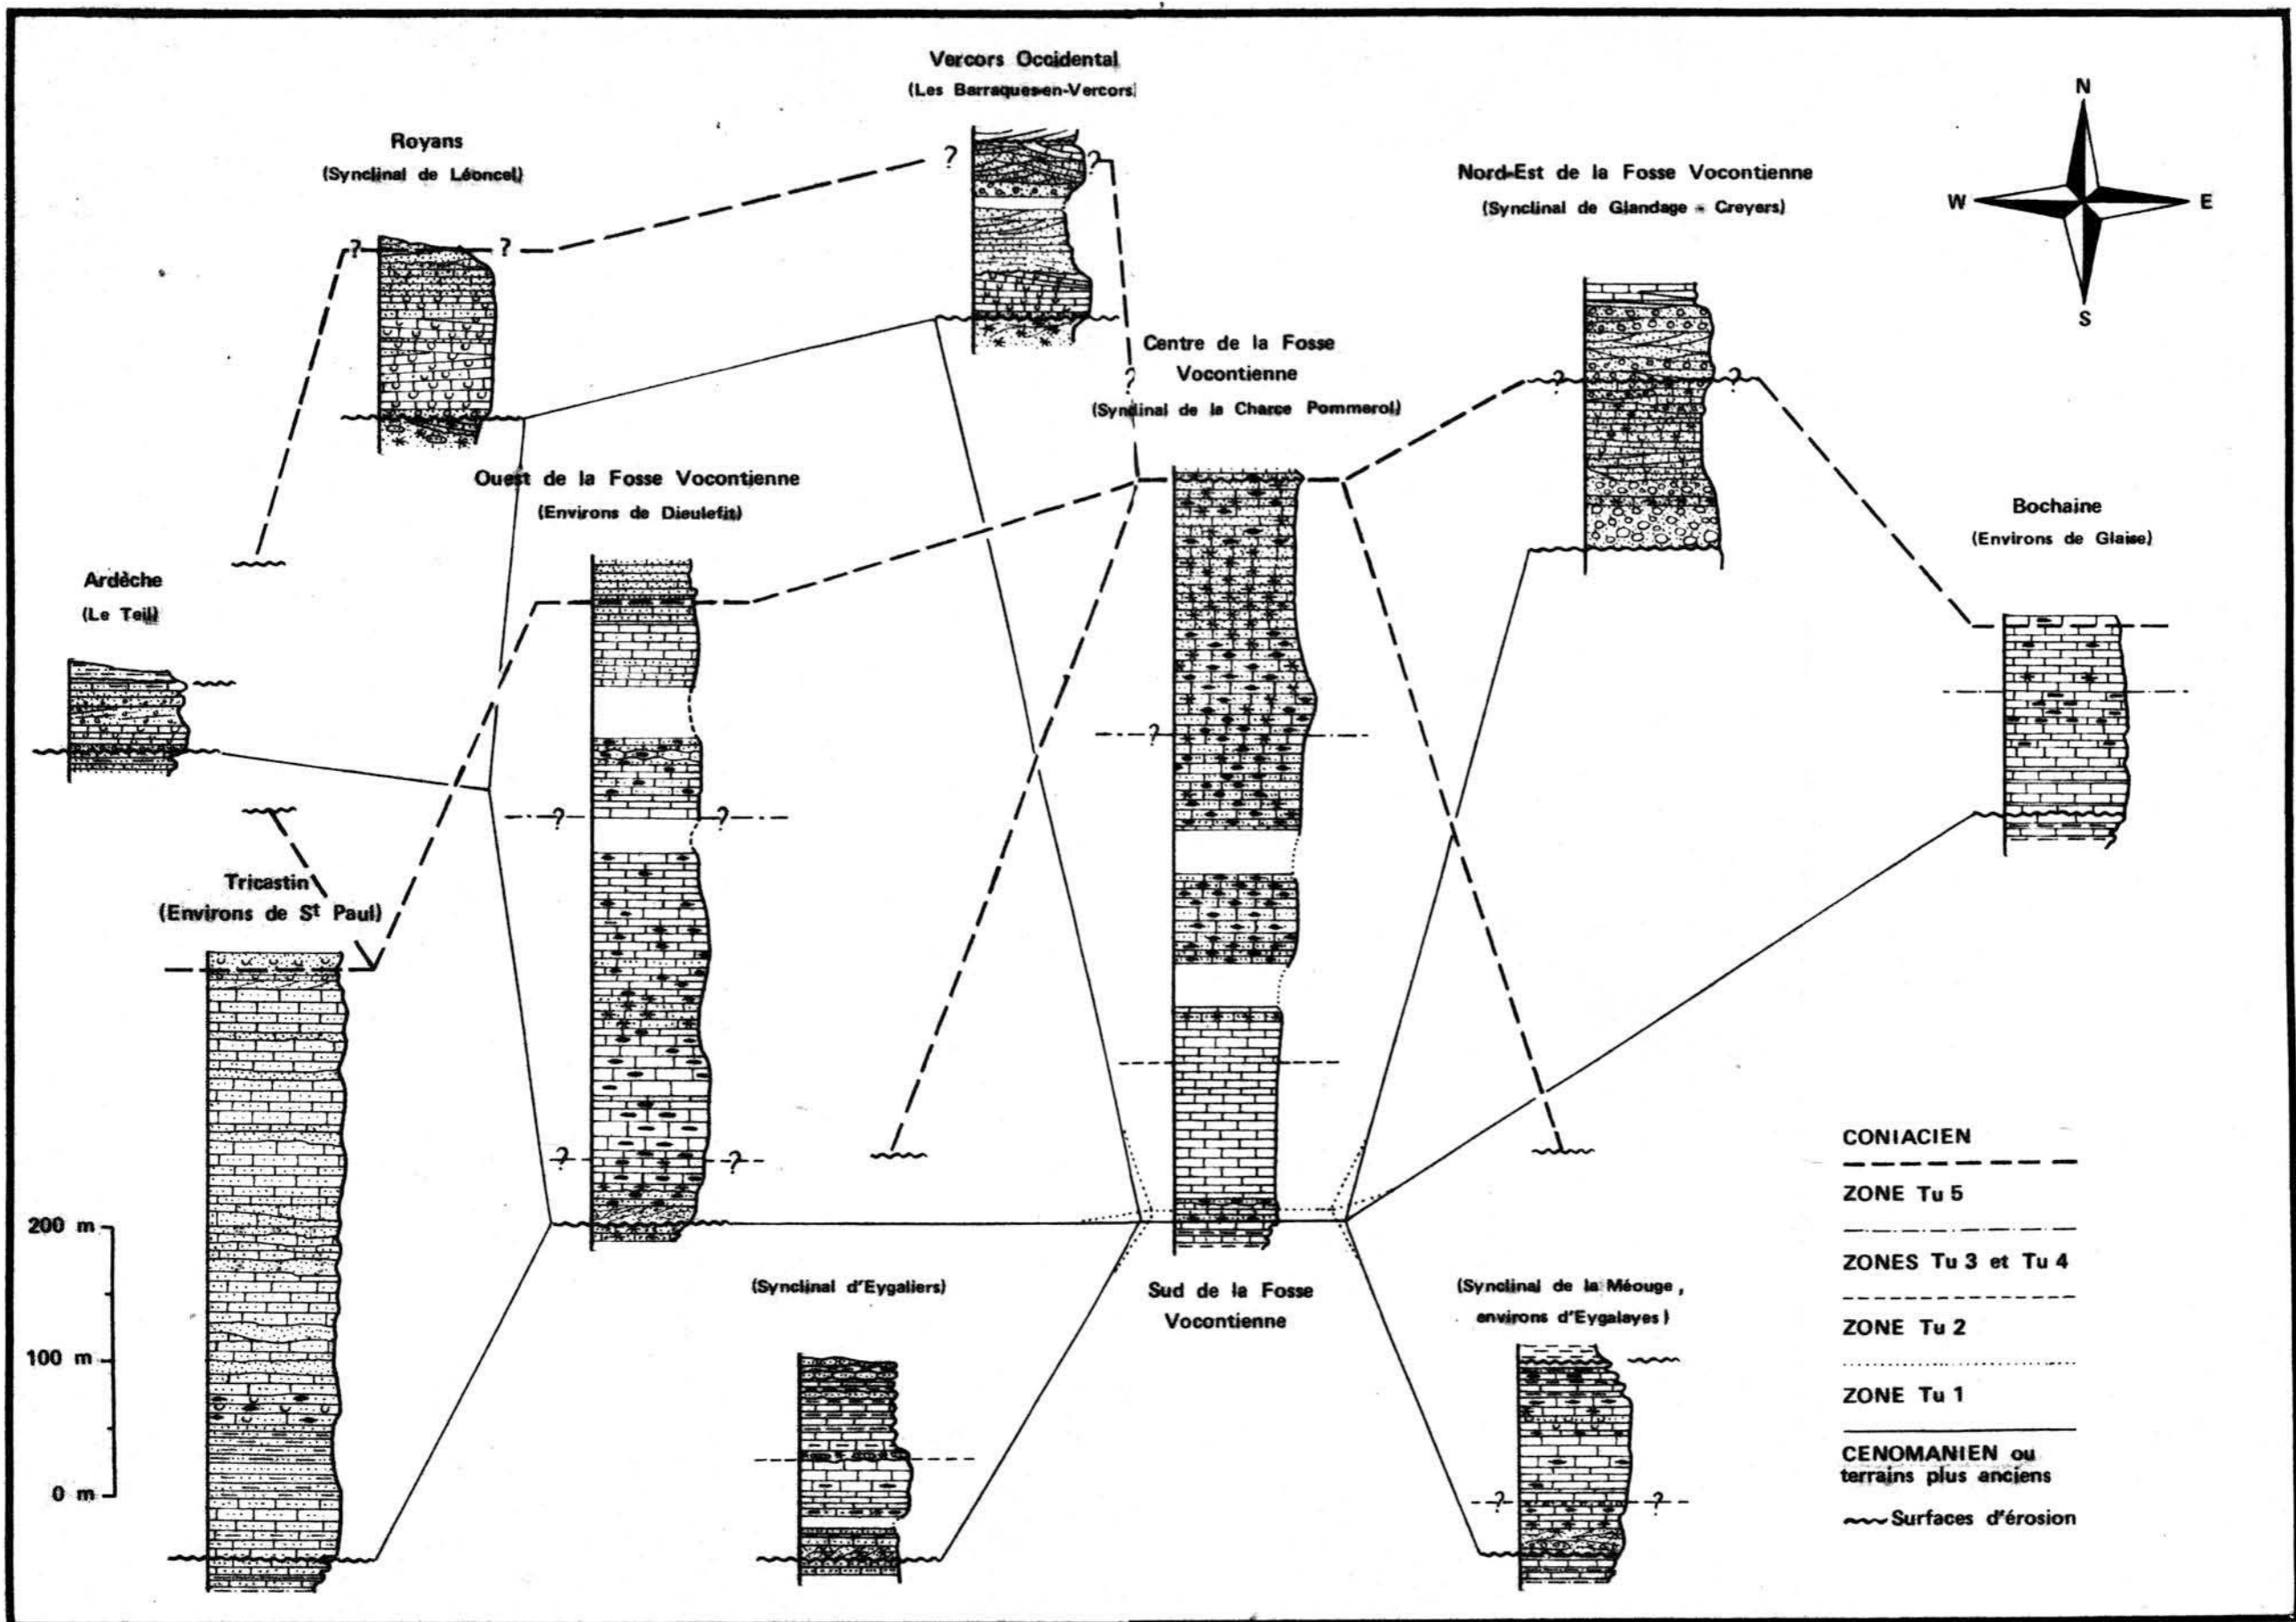 Vercors Occidental
(Les Barraques-en-Vercors)
N
W
E
S
Royans
(Synclinal de Léoncel)
?
?
?
?
Nord-Est de la Fosse Vocontienne
(Synclinal de Glandage - Creyers)
?
?
Centre de la Fosse
Vocontienne
(Synclinal de la Charce Pommerol)
?
?
Ouest de la Fosse Vocontienne
(Environs de Dieulefit)
?
?
?
?
Bochaine
(Environs de Glaise)
Ardèche
(Le Teil)
Tricastin
(Environs de St Paul)
200 m
100 m
0 m
(Synclinal d'Eygaliers)
Sud de la Fosse
Vocontienne
(Synclinal de la Méouge,
environs d'Eygalayes)
?
?
CONIACIEN
ZONE Tu 5
ZONES Tu 3 et Tu 4
ZONE Tu 2
ZONE Tu 1
CENOMANIEN ou
terrains plus anciens
Surfaces d'érosion